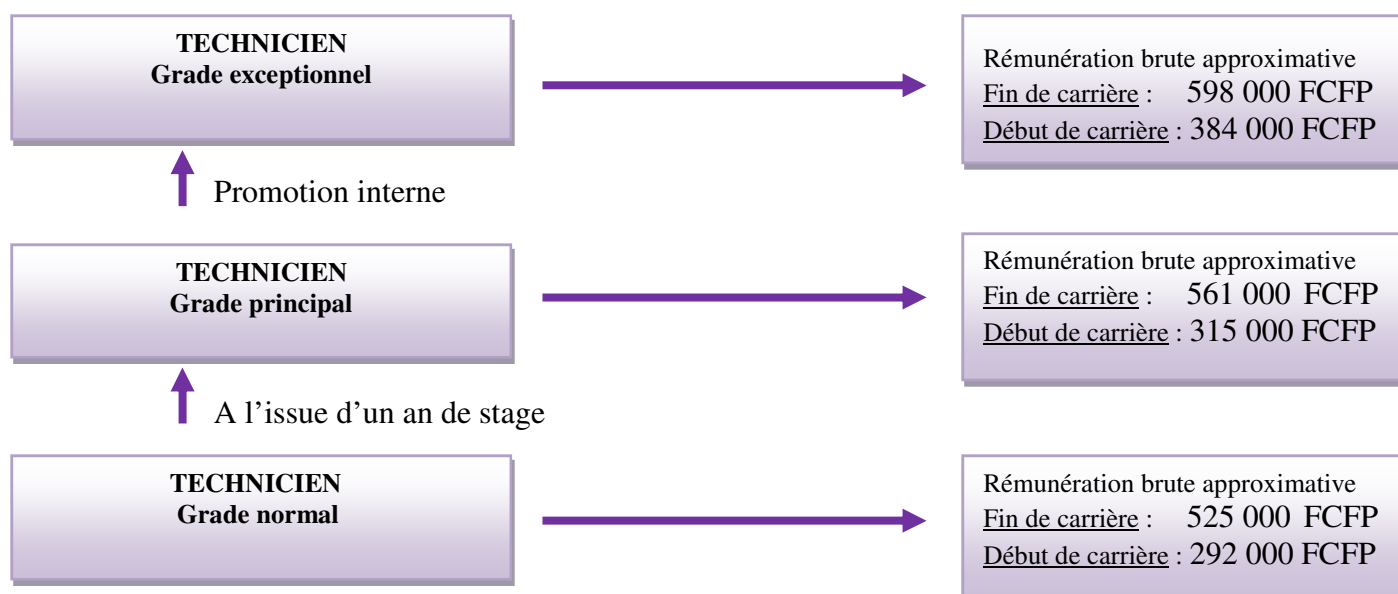 TECHNICIEN
Grade exceptionnel
Rémunération brute approximative
Fin de carrière : 598 000 FCFP
Début de carrière : 384 000 FCFP
Promotion interne
TECHNICIEN
Grade principal
Rémunération brute approximative
Fin de carrière : 561 000 FCFP
Début de carrière : 315 000 FCFP
A l’issue d’un an de stage
TECHNICIEN
Grade normal
Rémunération brute approximative
Fin de carrière : 525 000 FCFP
Début de carrière : 292 000 FCFP